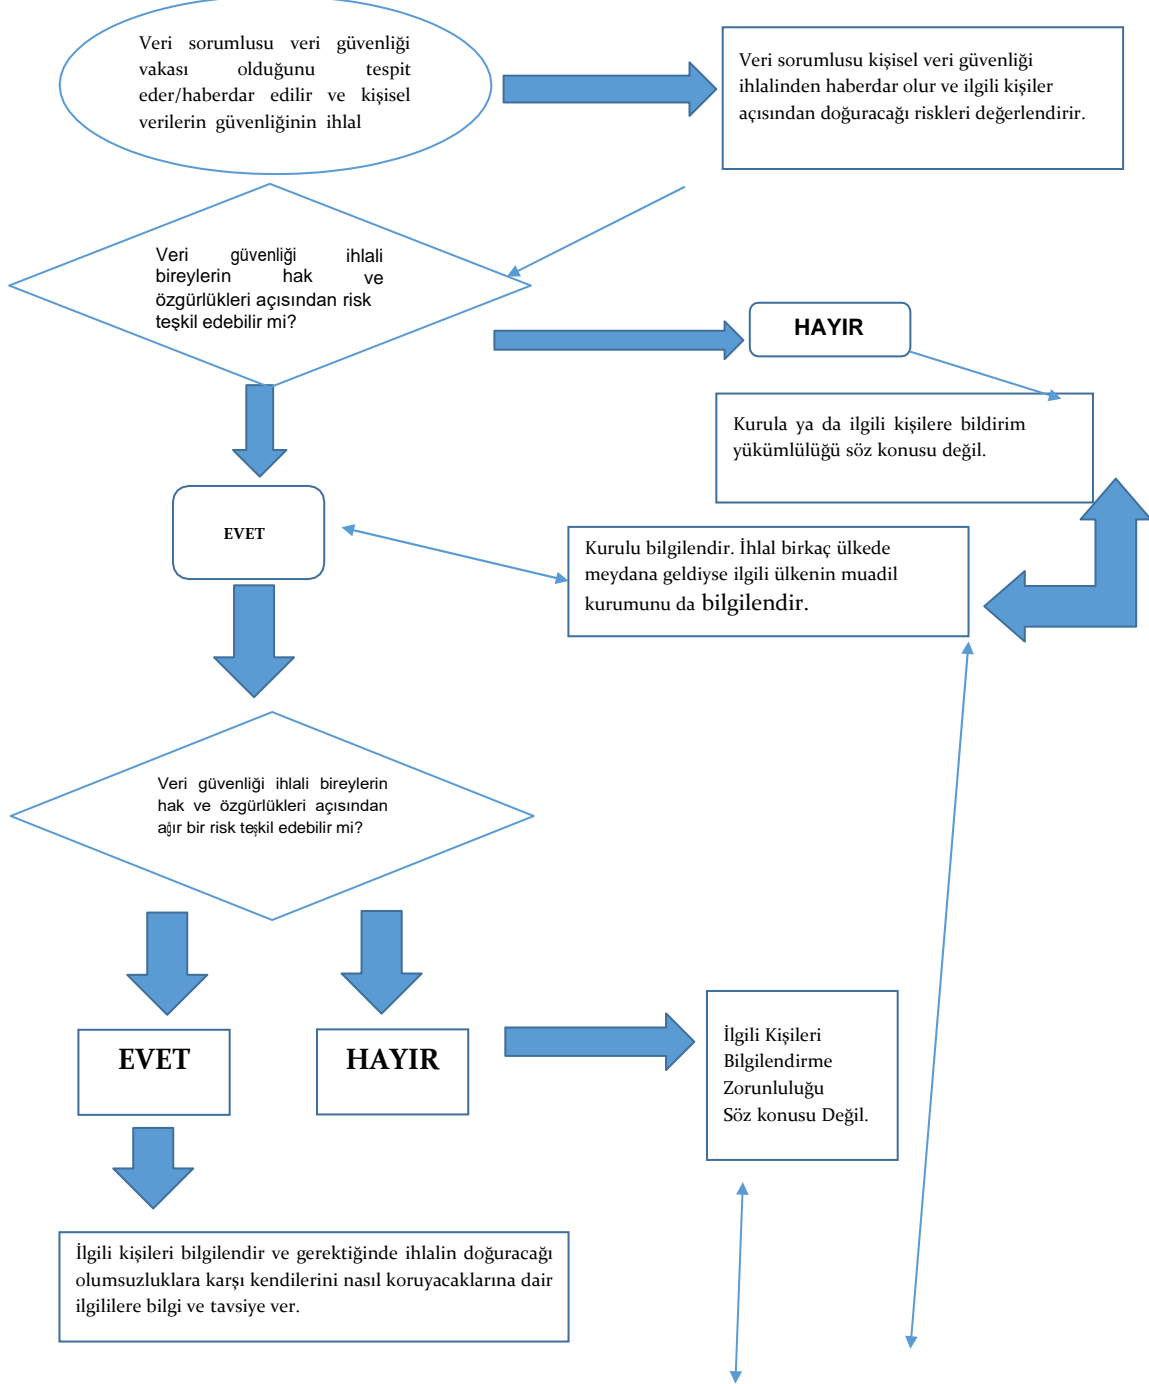 Veri sorumlusu veri güvenliği
vakası olduğunu tespit
eder/haberdar edilir ve kişisel
verilerin güvenliğinin ihlal
Veri sorumlusu kişisel veri güvenliği
ihlalinden haberdar olur ve ilgili kişiler
açısından doğuracağı riskleri değerlendirir.
Veri güvenliği ihlali
bireylerin hak ve
özgürlükleri açısından risk
teşkil edebilir mi?
HAYIR
Kurula ya da ilgili kişilere bildirim
yükümlülüğü söz konusu değil.
EVET
Kurulu bilgilendir. İhlal birkaç ülkede
meydana geldiyse ilgili ülkenin muadil
kurumunu da bilgilendir.
Veri güvenliği ihlali bireylerin
hak ve özgürlükleri açısından
ağır bir risk teşkil edebilir mi?
EVET
HAYIR
İlgili Kişileri
Bilgilendirme
Zorunluluğu
Söz konusu Değil.
İlgili kişileri bilgilendir ve gerektiğinde ihlalin doğuracağı
olumsuzluklara karşı kendilerini nasıl koruyacaklarına dair
ilgililere bilgi ve tavsiye ver.